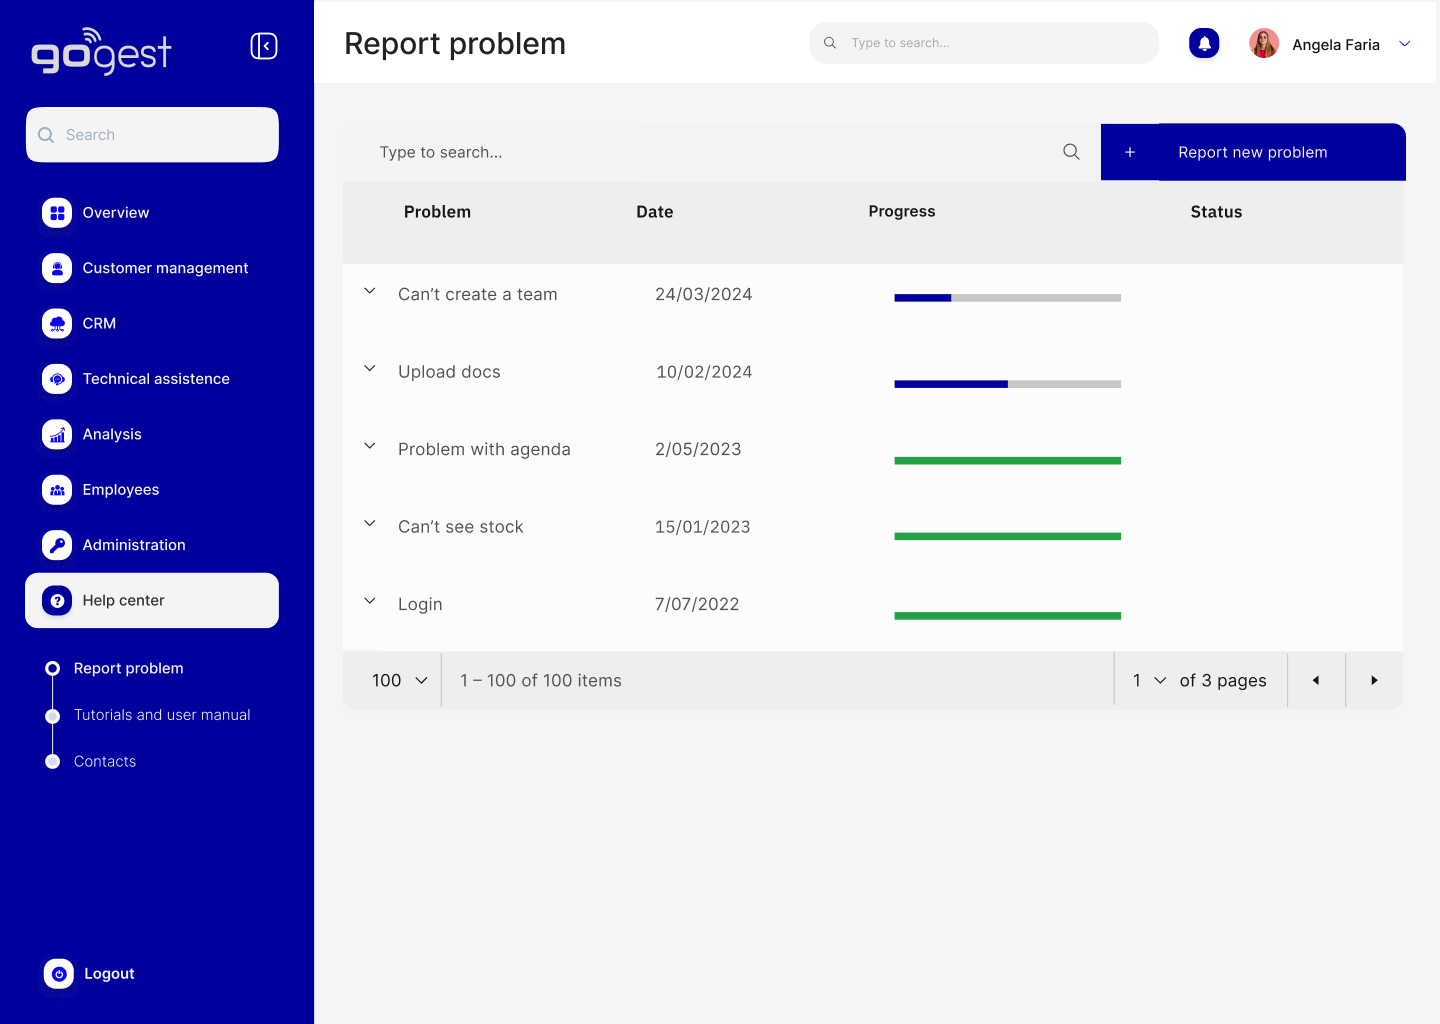 gogest
Search
Overview
Customer management
CRM
Technical assistence
Analysis
Employees
Administration
Help center
Report problem
Tutorials and user manual
Contacts
Logout
Report problem
Type to search...
Angela Faria
Type to search...
+ Report new problem
Problem Date Progress Status
Can’t create a team 24/03/2024
Upload docs 10/02/2024
Problem with agenda 2/05/2023
Can’t see stock 15/01/2023
Login 7/07/2022
100 1 – 100 of 100 items 1 of 3 pages